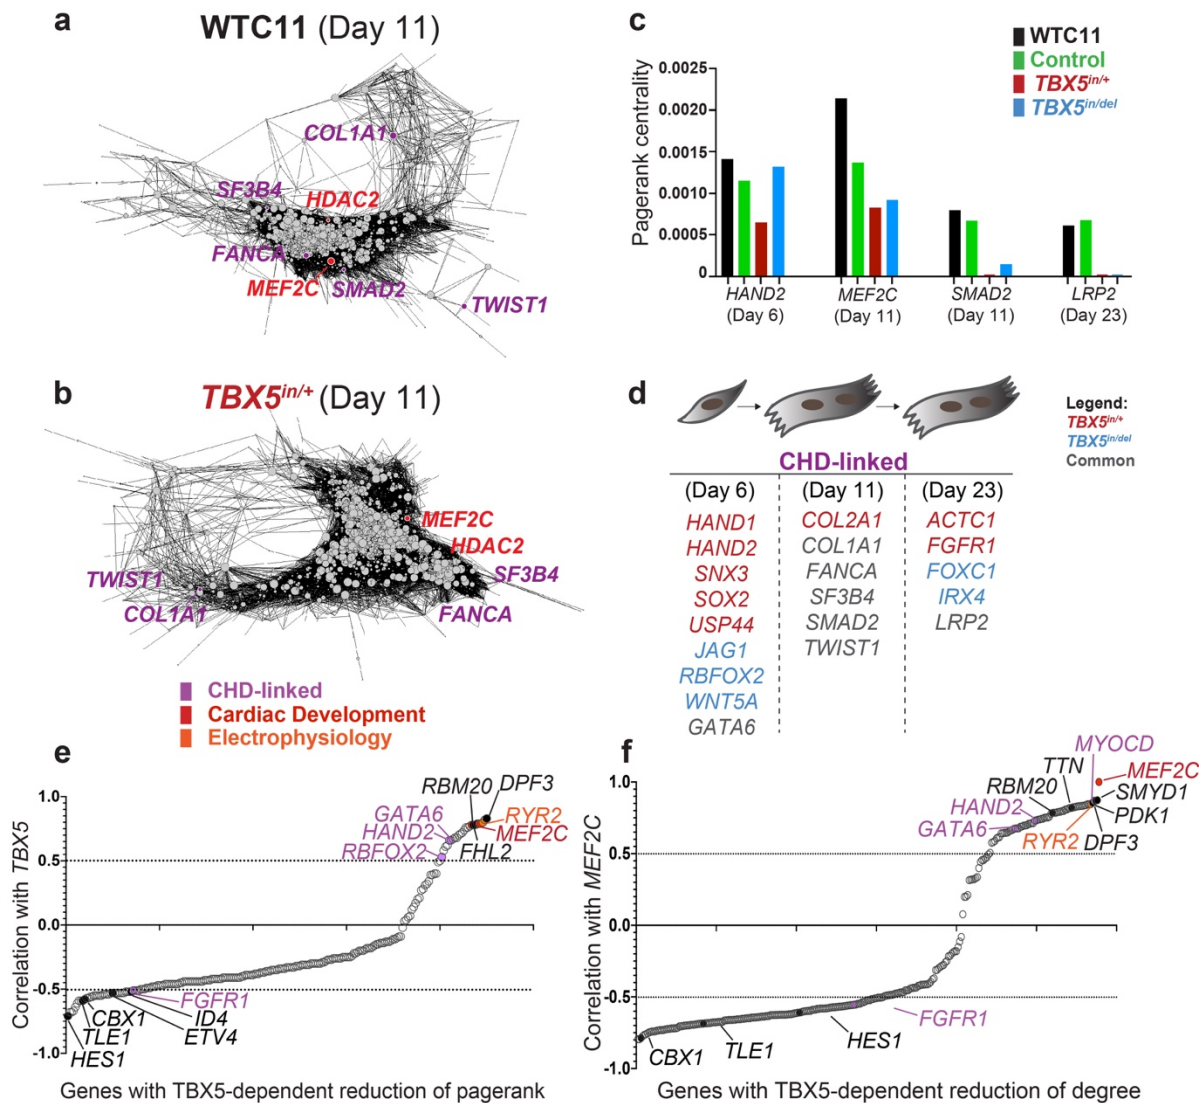 a
WTC11 (Day 11)
COL1A1
SF3B4
HDAC2
FANCA
MEF2C
SMAD2
TWIST1
b
TBX5in/+ (Day 11)
MEF2C
HDAC2
TWIST1
SF3B4
COL1A1
FANCA
CHD-linked
Cardiac Development
Electrophysiology
c
WTC11
Control
TBX5in/+
TBX5in/del
Pagerank centrality
0.0025
0.0020
0.0015
0.0010
0.0005
0
HAND2 MEF2C SMAD2 LRP2
(Day 6) (Day 11) (Day 11) (Day 23)
d
Legend:
TBX5in/+
TBX5in/del
Common
CHD-linked
(Day 6) (Day 11) (Day 23)
HAND1 COL2A1 ACTC1
HAND2 COL1A1 FGFR1
SNX3 FANCA FOXC1
SOX2 SF3B4 IRX4
USP44 SMAD2 LRP2
JAG1 TWIST1
RBFOX2
WNT5A
GATA6
e
Correlation with TBX5
1.0
0.5
0.0
-0.5
-1.0
RBM20 DPF3
GATA6 RYR2
HAND2 MEF2C
RBFOX2 FHL2
FGFR1
CBX1 ID4
TLE1 ETV4
HES1
Genes with TBX5-dependent reduction of pagerank
f
Correlation with MEF2C
1.0
0.5
0.0
-0.5
-1.0
MYOCD
TTN MEF2C
RBM20 SMYD1
HAND2 PDK1
GATA6
RYR2 DPF3
FGFR1
CBX1 TLE1 HES1
Genes with TBX5-dependent reduction of degree